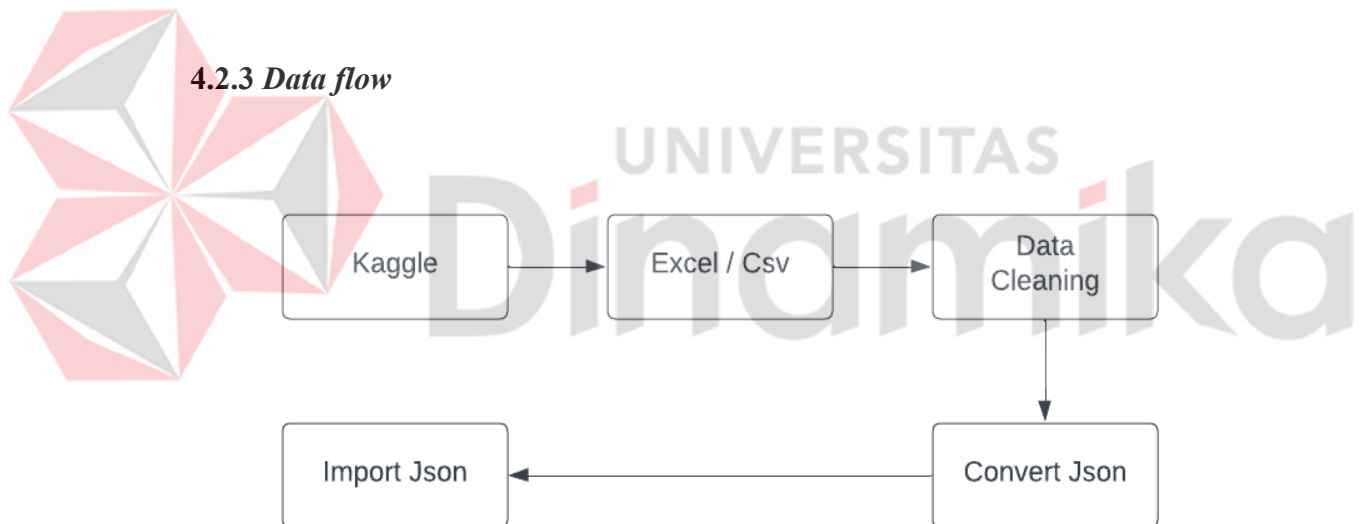 4.2.3 Data flow
UNIVERSITAS
Dinamika
Kaggle
Excel / Csv
Data
Cleaning
Import Json
Convert Json